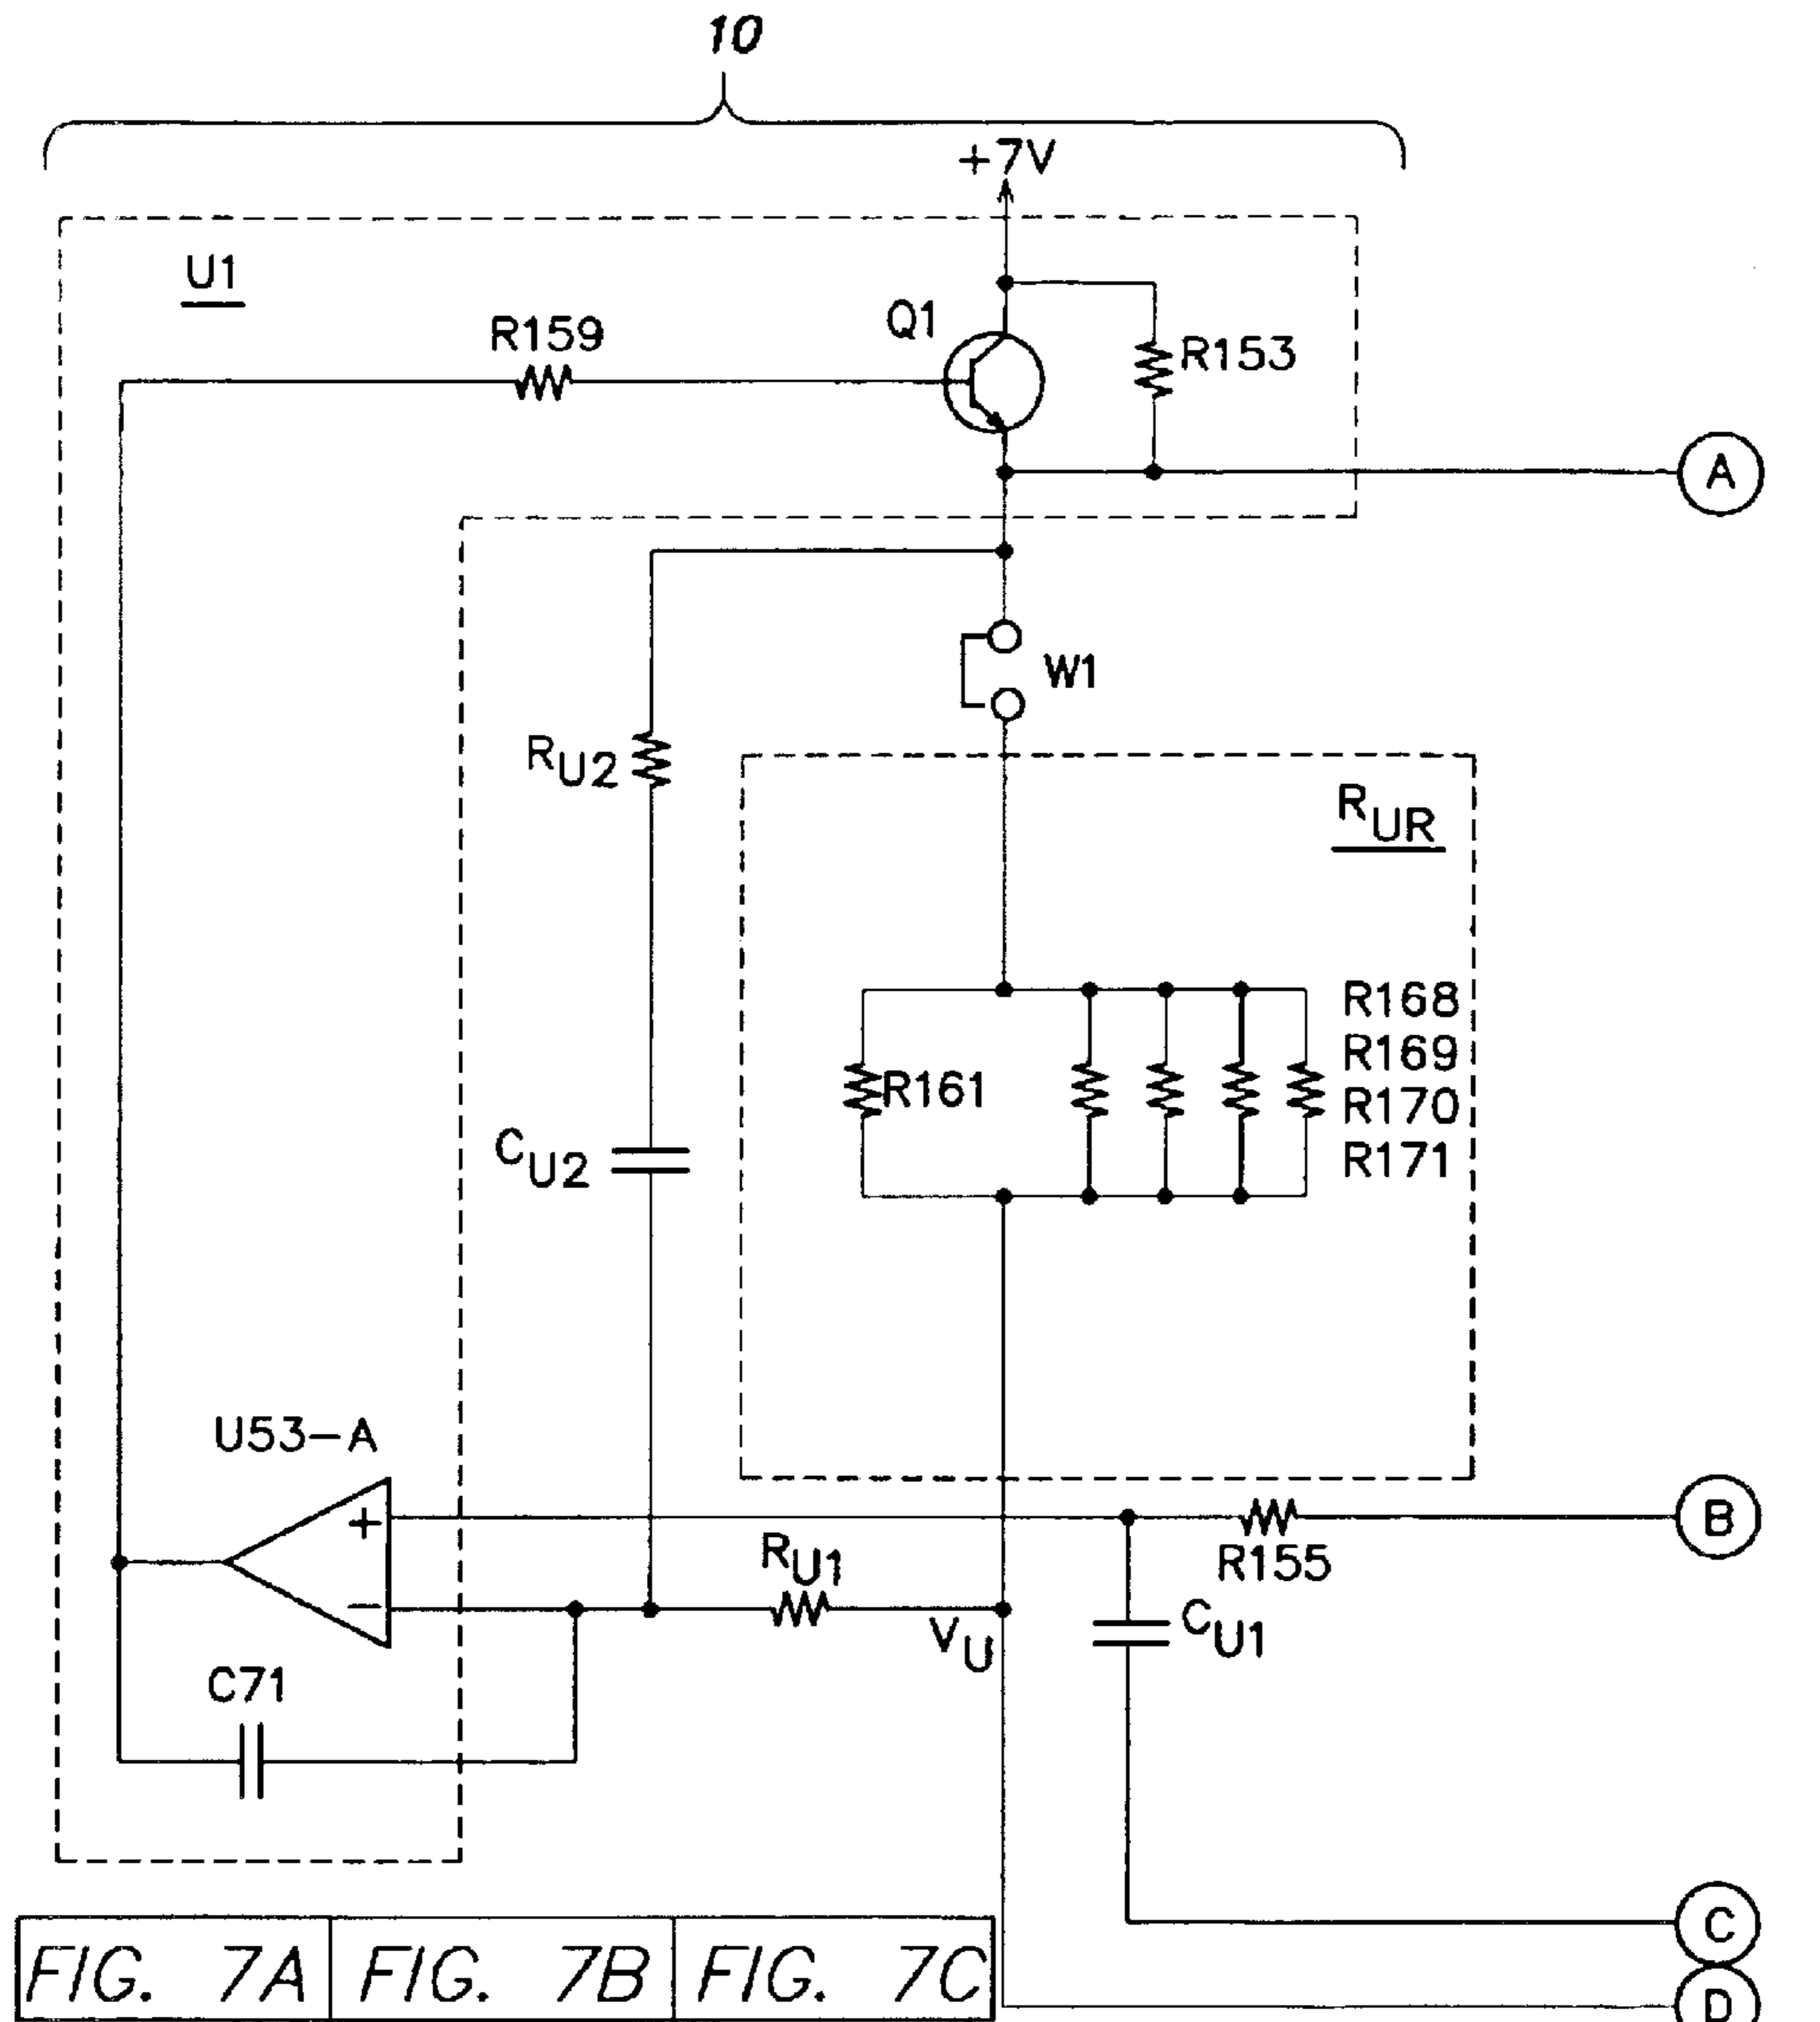 10
+7V
U1
R159
Q1
R153
A
W1
RU2
RUR
R168
R169
R170
R171
R161
CU2
U53-A
+
B
R155
RU1
−
VU
CU1
C71
C
FIG. 7A FIG. 7B FIG. 7C
D